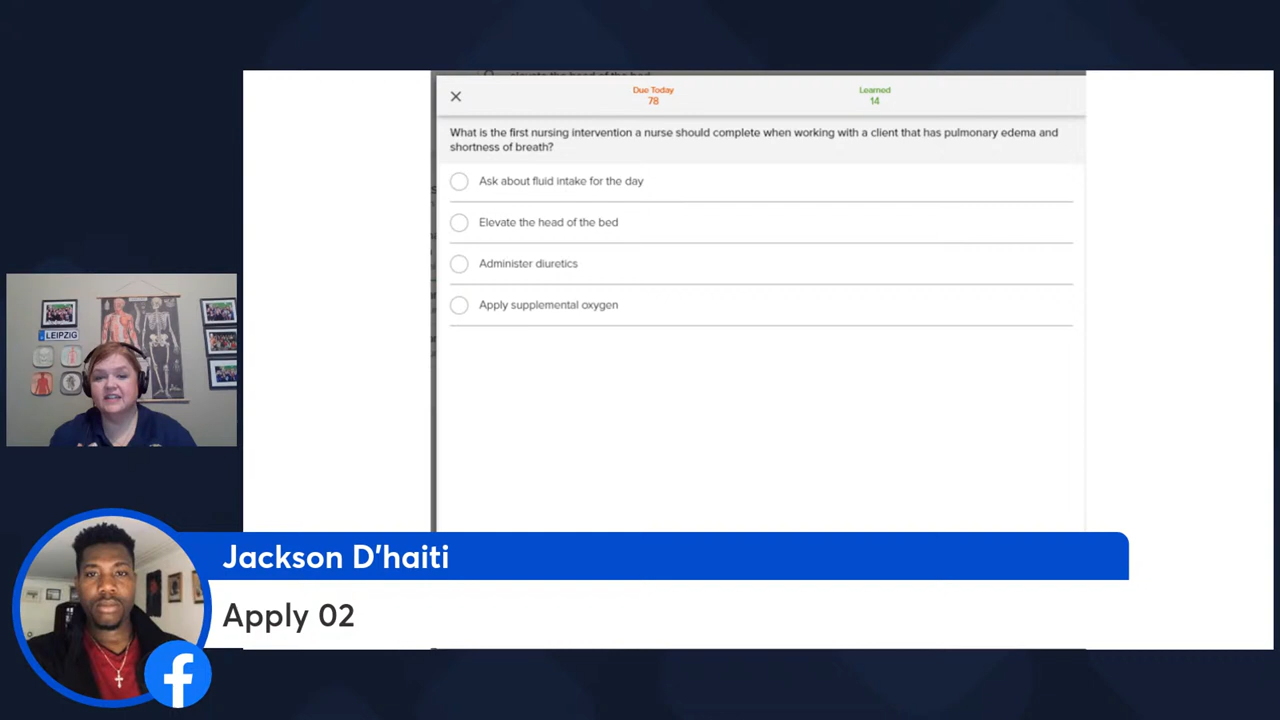 Due Today
78
Learned
14
What is the first nursing intervention a nurse should complete when working with a client that has pulmonary edema and
shortness of breath?
Ask about fluid intake for the day
Elevate the head of the bed
Administer diuretics
Apply supplemental oxygen
LEIPZIG
Jackson D'haiti
Apply 02